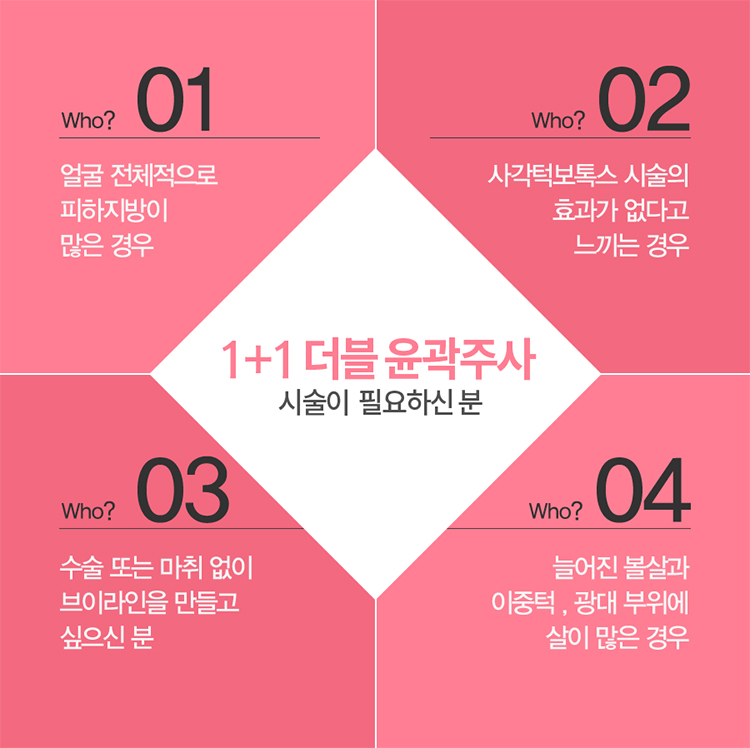 Who? 01
얼굴 전체적으로
피하지방이
많은 경우
Who? 02
사각턱보톡스 시술의
효과가 없다고
느끼는 경우
1+1 더블 윤곽주사
시술이 필요하신 분
Who? 03
수술 또는 마취 없이
브이라인을 만들고
싶으신 분
Who? 04
늘어진 볼살과
이중턱 , 광대 부위에
살이 많은 경우